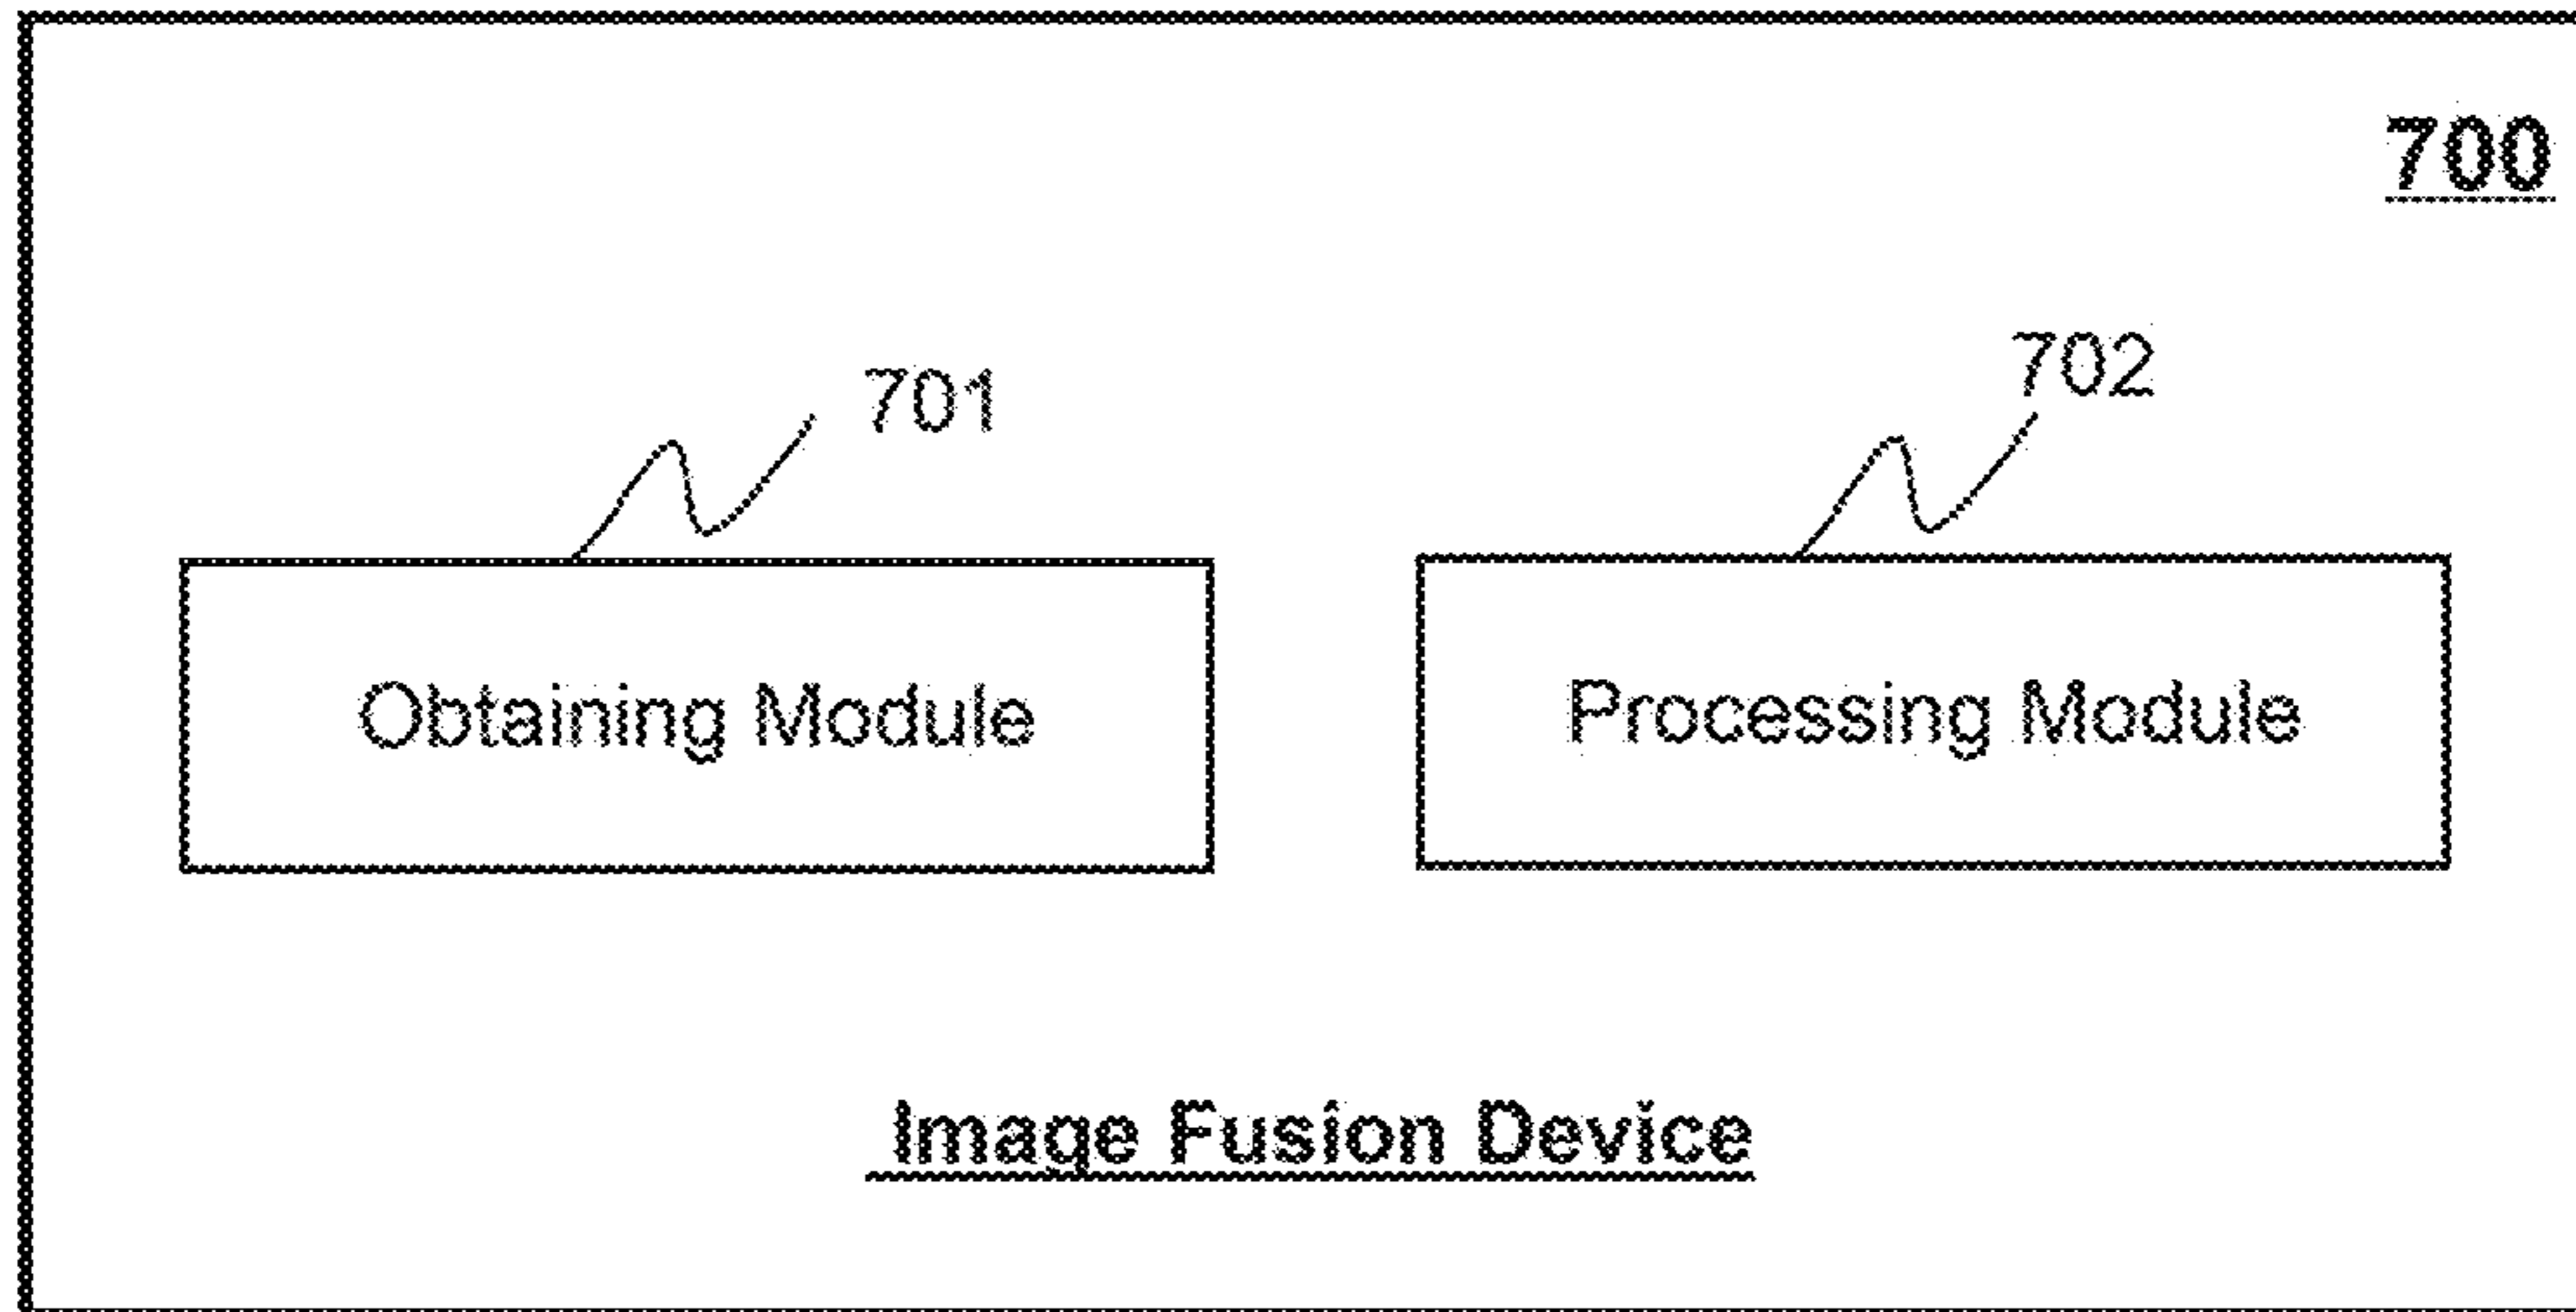 700
701
702
Obtaining Module
Processing Module
Image Fusion Device